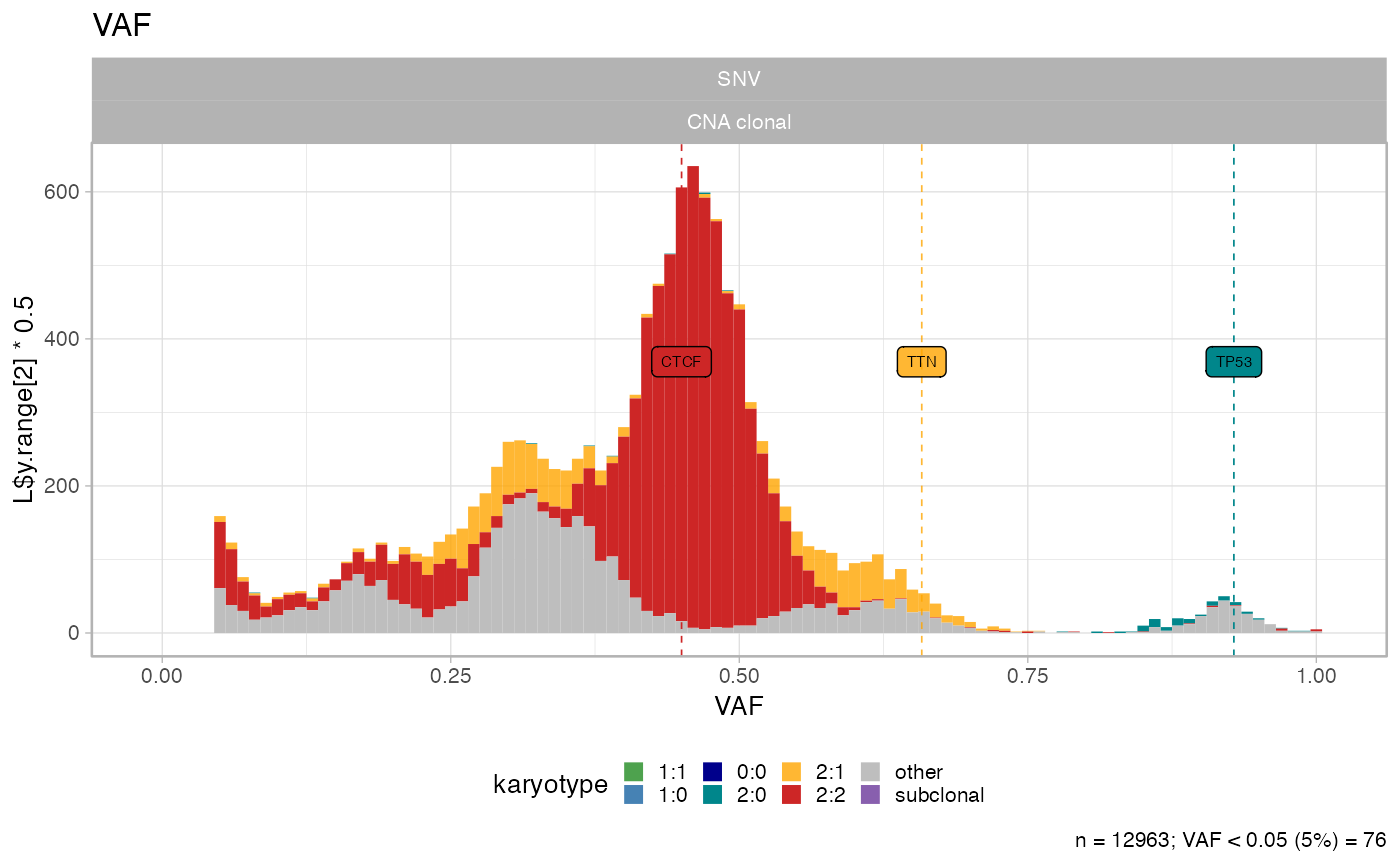 VAF
SNV
CNA clonal
600
400
200
0
L$y.range[2] * 0.5
CTCF
TTN
TP53
0.00 0.25 0.50 0.75 1.00
VAF
karyotype
1:1 0:0 2:1 other
1:0 2:0 2:2 subclonal
n = 12963; VAF < 0.05 (5%) = 76